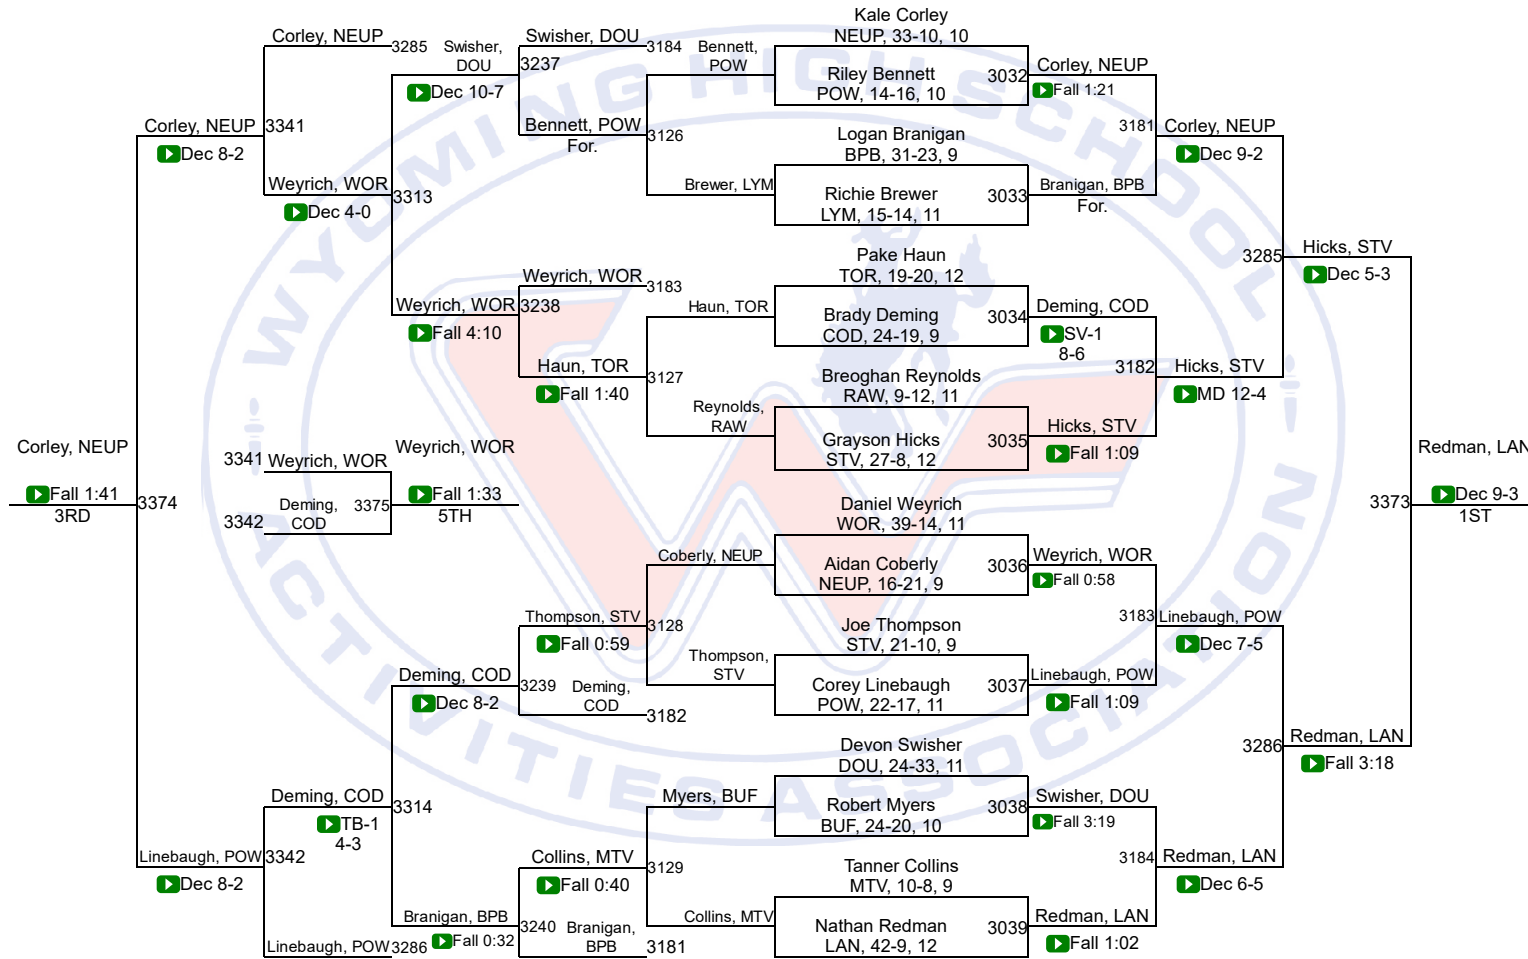 WYOMING HIGH SCHOOL
ACTIVITIES ASSOCIATION
Kale Corley
NEUP, 33-10, 10
Riley Bennett
POW, 14-16, 10
3032
Logan Branigan
BPB, 31-23, 9
Richie Brewer
LYM, 15-14, 11
3033
Pake Haun
TOR, 19-20, 12
Brady Deming
COD, 24-19, 9
3034
Breoghan Reynolds
RAW, 9-12, 11
Grayson Hicks
STV, 27-8, 12
3035
Daniel Weyrich
WOR, 39-14, 11
Aidan Coberly
NEUP, 16-21, 9
3036
Joe Thompson
STV, 21-10, 9
Corey Linebaugh
POW, 22-17, 11
3037
Devon Swisher
DOU, 24-33, 11
Robert Myers
BUF, 24-20, 10
3038
Tanner Collins
MTV, 10-8, 9
Nathan Redman
LAN, 42-9, 12
3039
Corley, NEUP
Fall 1:21
3181
Branigan, BPB
For.
Deming, COD
SV-1
8-6
3182
Hicks, STV
Fall 1:09
Weyrich, WOR
Fall 0:58
3183
Linebaugh, POW
Fall 1:09
Swisher, DOU
Fall 3:19
3184
Redman, LAN
Fall 1:02
Corley, NEUP
Dec 9-2
3285
Hicks, STV
MD 12-4
Linebaugh, POW
Dec 7-5
3286
Redman, LAN
Dec 6-5
Hicks, STV
Dec 5-3
3373
Redman, LAN
Fall 3:18
Redman, LAN
Dec 9-3
1ST
Bennett,
POW
3126
Brewer, LYM
Haun, TOR
3127
Reynolds,
RAW
Coberly, NEUP
3128
Thompson,
STV
Myers, BUF
3129
Collins, MTV
Swisher, DOU
3184
3237
Bennett, POW
For.
Weyrich, WOR
3183
3238
Haun, TOR
Fall 1:40
Thompson, STV
Fall 0:59
3239
Deming,
COD
3182
Collins, MTV
Fall 0:40
3240
Branigan,
BPB
3181
Swisher,
DOU
Dec 10-7
3313
Weyrich, WOR
Fall 4:10
Deming, COD
Dec 8-2
3314
Branigan, BPB
Fall 0:32
Corley, NEUP
3285
3341
Weyrich, WOR
Dec 4-0
Deming, COD
TB-1
4-3
3342
Linebaugh, POW
3286
Corley, NEUP
Dec 8-2
3374
Linebaugh, POW
Dec 8-2
Corley, NEUP
Fall 1:41
3RD
3341
Weyrich, WOR
3342
Deming,
COD
3375
Weyrich, WOR
Fall 1:33
5TH